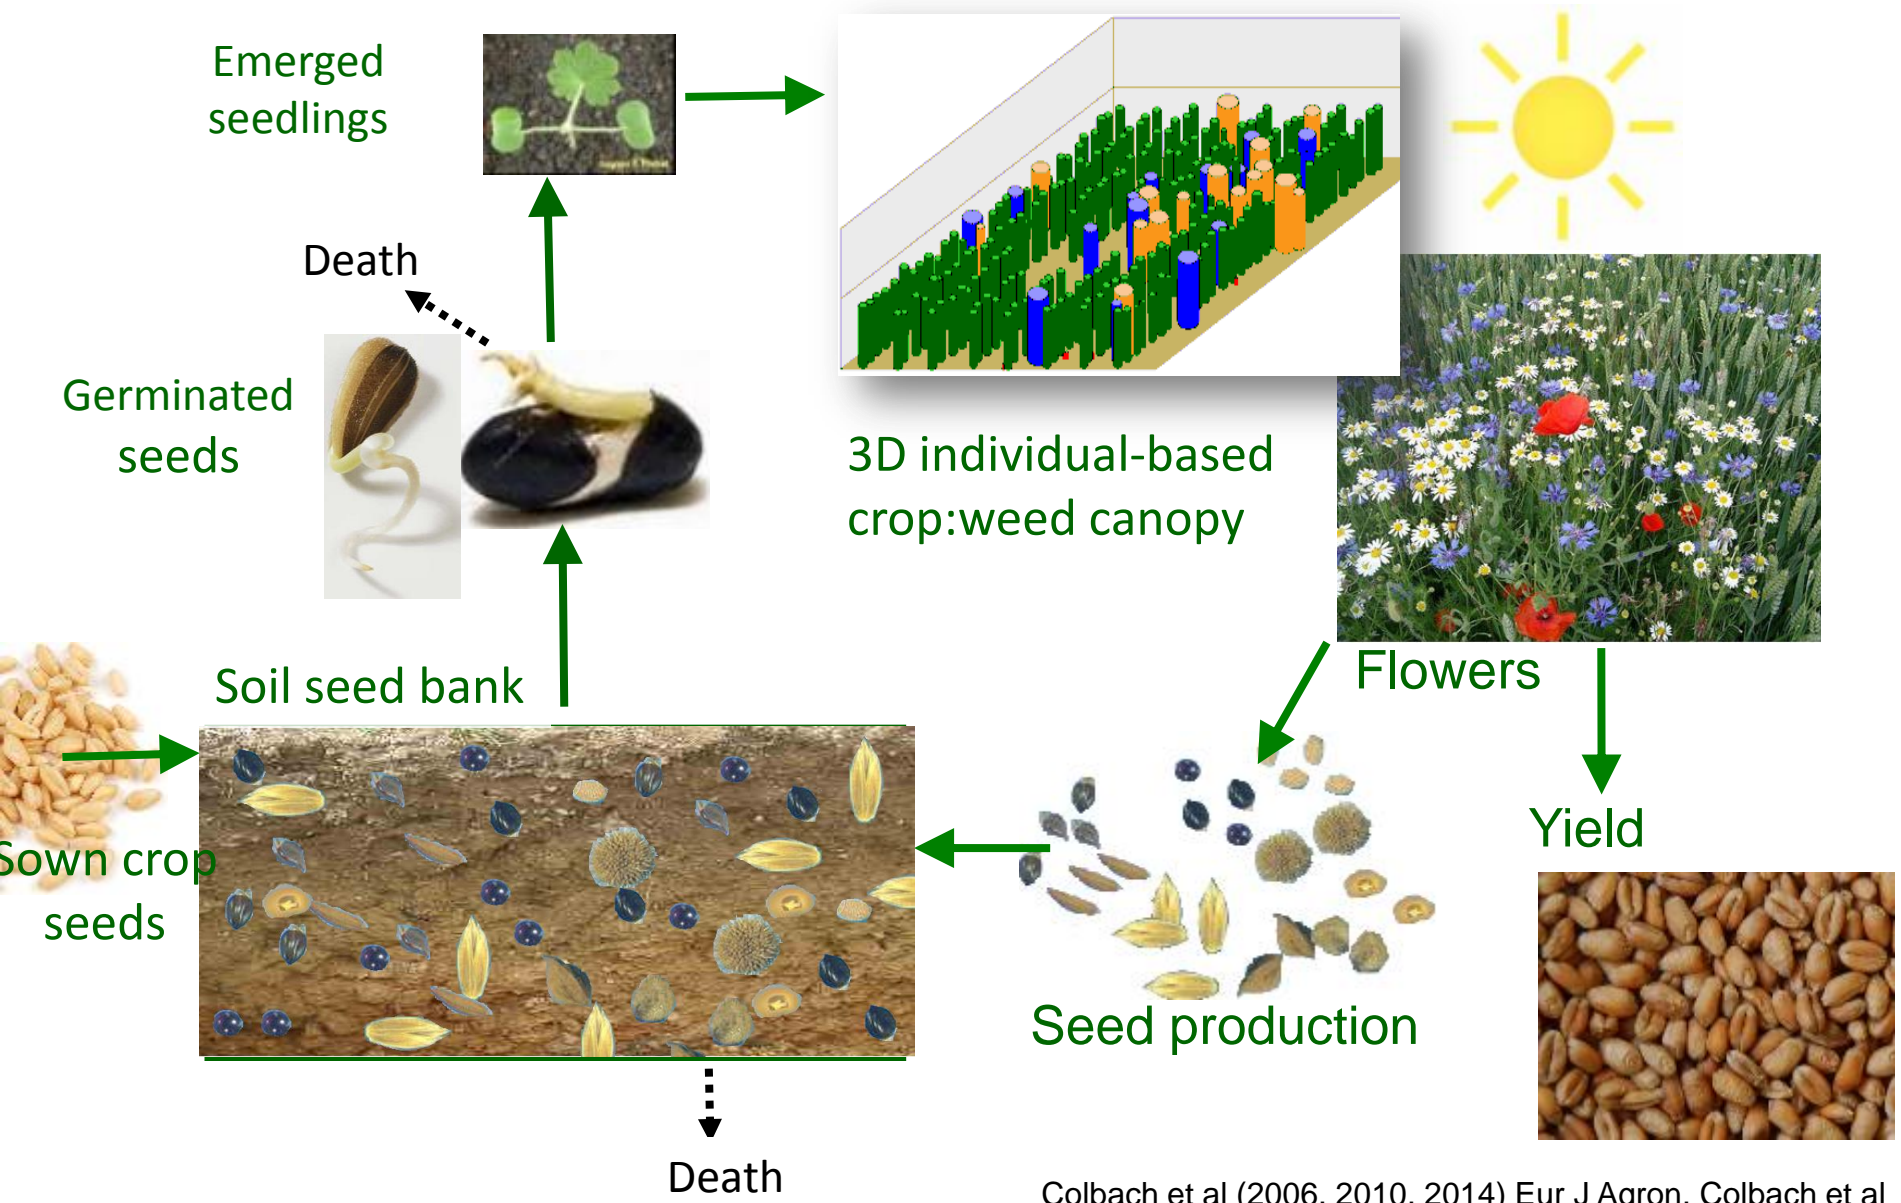 Emerged
seedlings
Death
Germinated
seeds
3D individual-based
crop:weed canopy
Soil seed bank
Flowers
Sown crop
seeds
Yield
Seed production
Death
Colbach et al (2006, 2010, 2014) Eur J Agron, Colbach et al